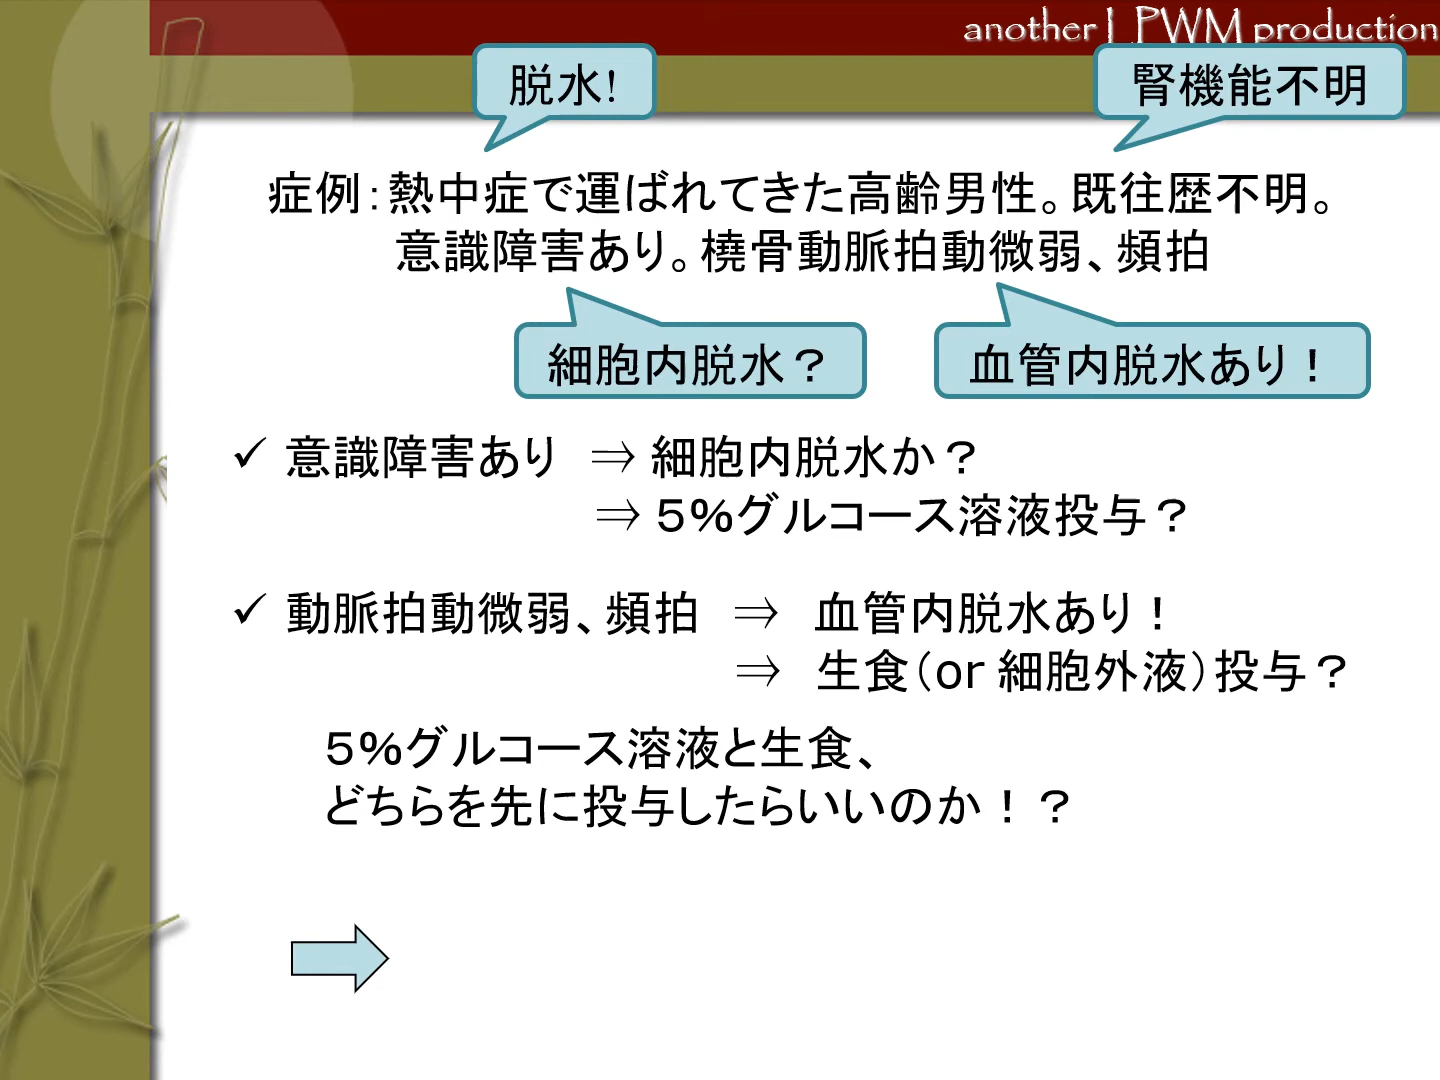 another LPWM production
脱水!
腎機能不明
症例：熱中症で運ばれてきた高齢男性。既往歴不明。
意識障害あり。橈骨動脈拍動微弱、頻拍
細胞内脱水？
血管内脱水あり！
✓ 意識障害あり ⇒ 細胞内脱水か？
⇒ ５％グルコース溶液投与？
✓ 動脈拍動微弱、頻拍 ⇒ 血管内脱水あり！
⇒ 生食（or 細胞外液）投与？
５％グルコース溶液と生食、
どちらを先に投与したらいいのか！？